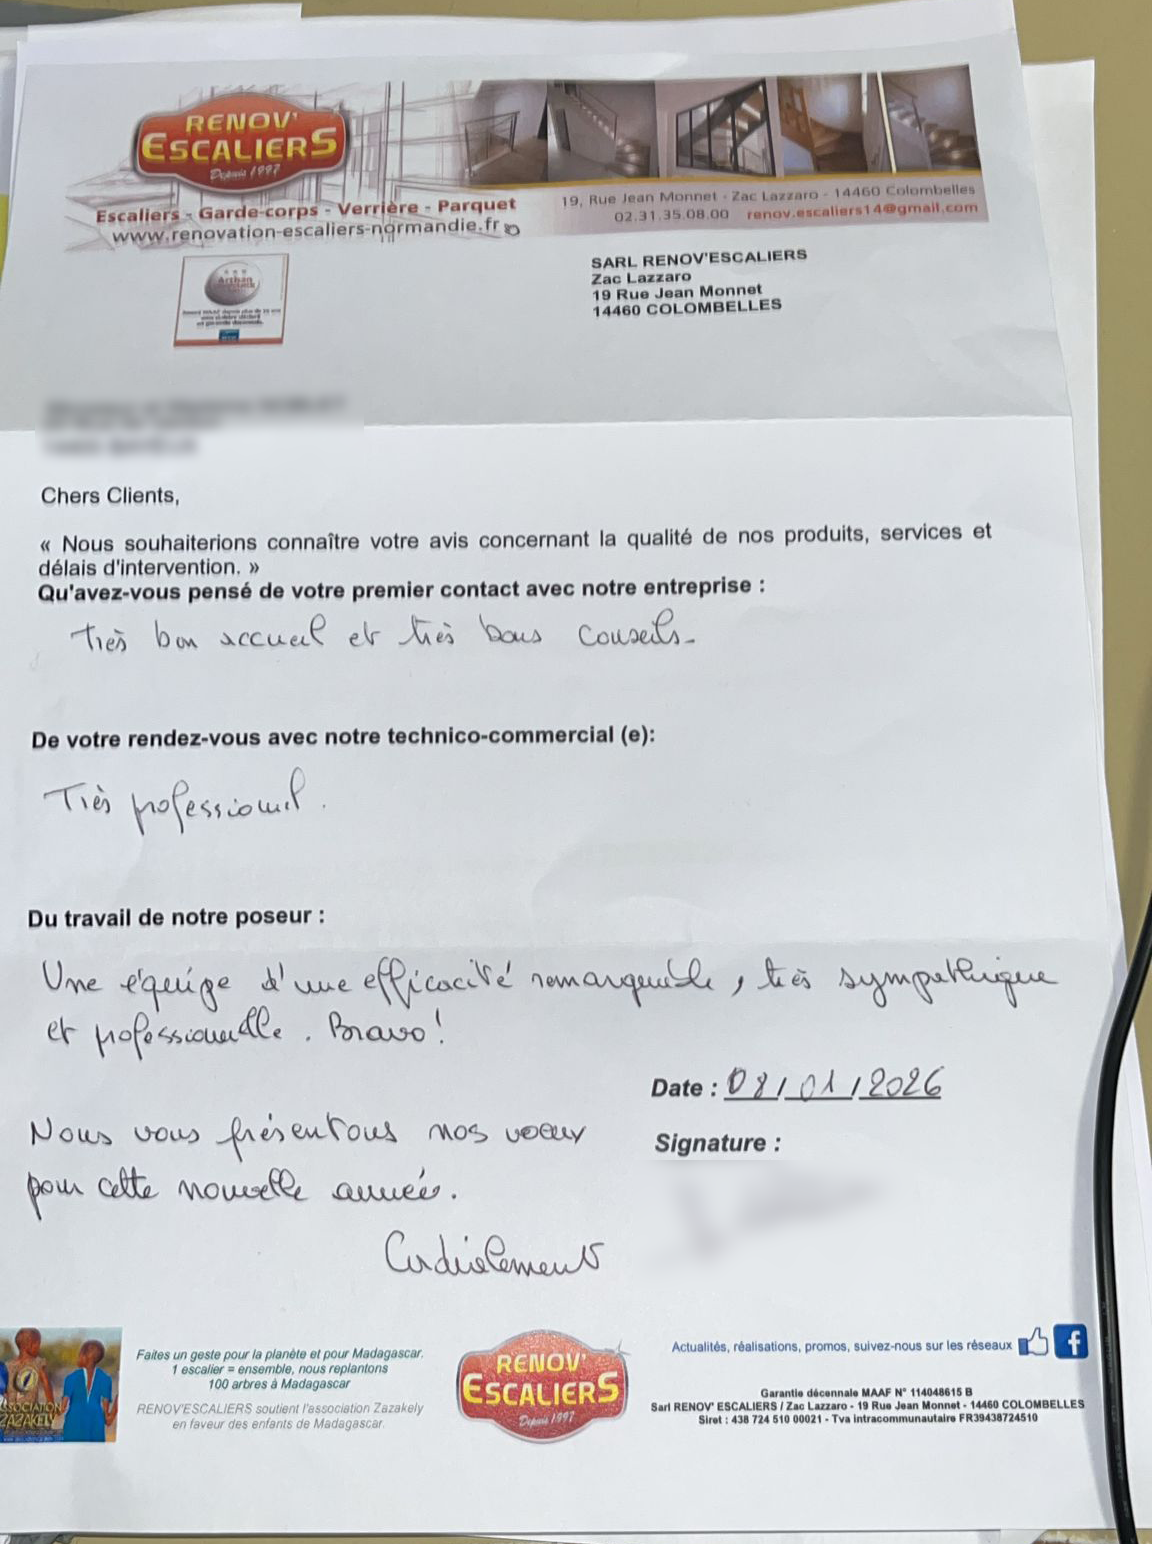 RENOV'
ESCALIERS
Depuis 1997
Escaliers - Garde-corps - Verrière - Parquet
www.renovation-escaliers-normandie.fr
19, Rue Jean Monnet - Zac Lazzaro - 14460 Colombelles
02.31.35.08.00 renov.escaliers14@gmail.com
Artisan
SARL RENOV'ESCALIERS
Zac Lazzaro
19 Rue Jean Monnet
14460 COLOMBELLES
Chers Clients,
« Nous souhaiterions connaître votre avis concernant la qualité de nos produits, services et
délais d'intervention. »
Qu'avez-vous pensé de votre premier contact avec notre entreprise :
Très bon accueil et très bons conseils.
De votre rendez-vous avec notre technico-commercial (e):
Très professionnel.
Du travail de notre poseur :
Une équipe d'une efficacité remarquable, très sympathique
et professionnelle. Bravo!
Date : 08/01/2026
Nous vous présentons nos voeux
Signature :
pour cette nouvelle année.
Cordialement
Faites un geste pour la planète et pour Madagascar.
1 escalier = ensemble, nous replantons
100 arbres à Madagascar
RENOV'ESCALIERS soutient l'association Zazakely
en faveur des enfants de Madagascar.
SSOCIATION
ZAZAKELY
RENOV'
ESCALIERS
Depuis 1997
Actualités, réalisations, promos, suivez-nous sur les réseaux
f
Garantie décennale MAAF N° 114048615 B
Sarl RENOV' ESCALIERS / Zac Lazzaro - 19 Rue Jean Monnet - 14460 COLOMBELLES
Siret : 438 724 510 00021 - Tva intracommunautaire FR39438724510